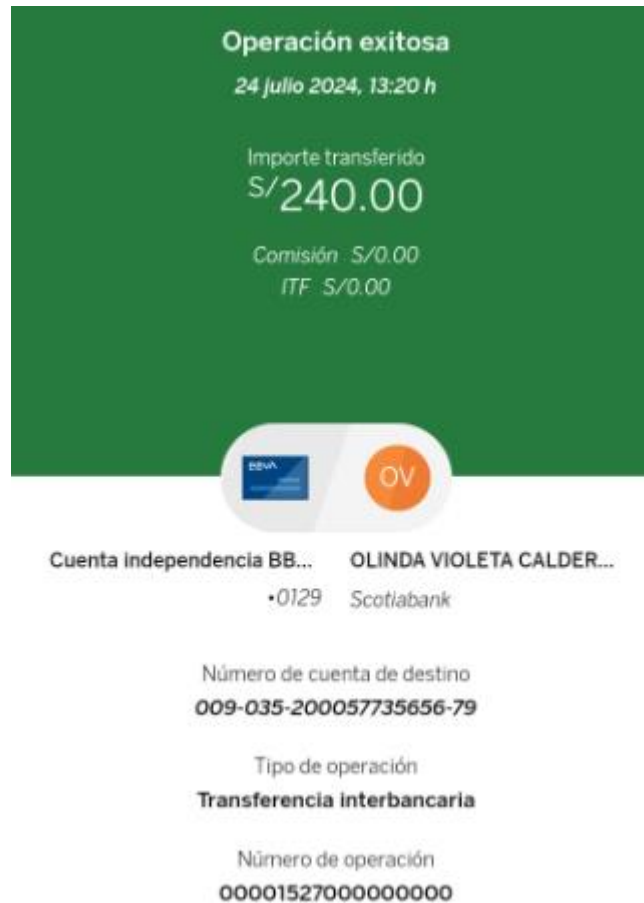 Operación exitosa
24 julio 2024, 13:20 h
Importe transferido
S/240.00
Comisión S/0.00
ITF S/0.00
BBVA
OV
Cuenta independencia BB... OLINDA VIOLETA CALDER...
•0129 Scotiabank
Número de cuenta de destino
009-035-200057735656-79
Tipo de operación
Transferencia interbancaria
Número de operación
00001527000000000